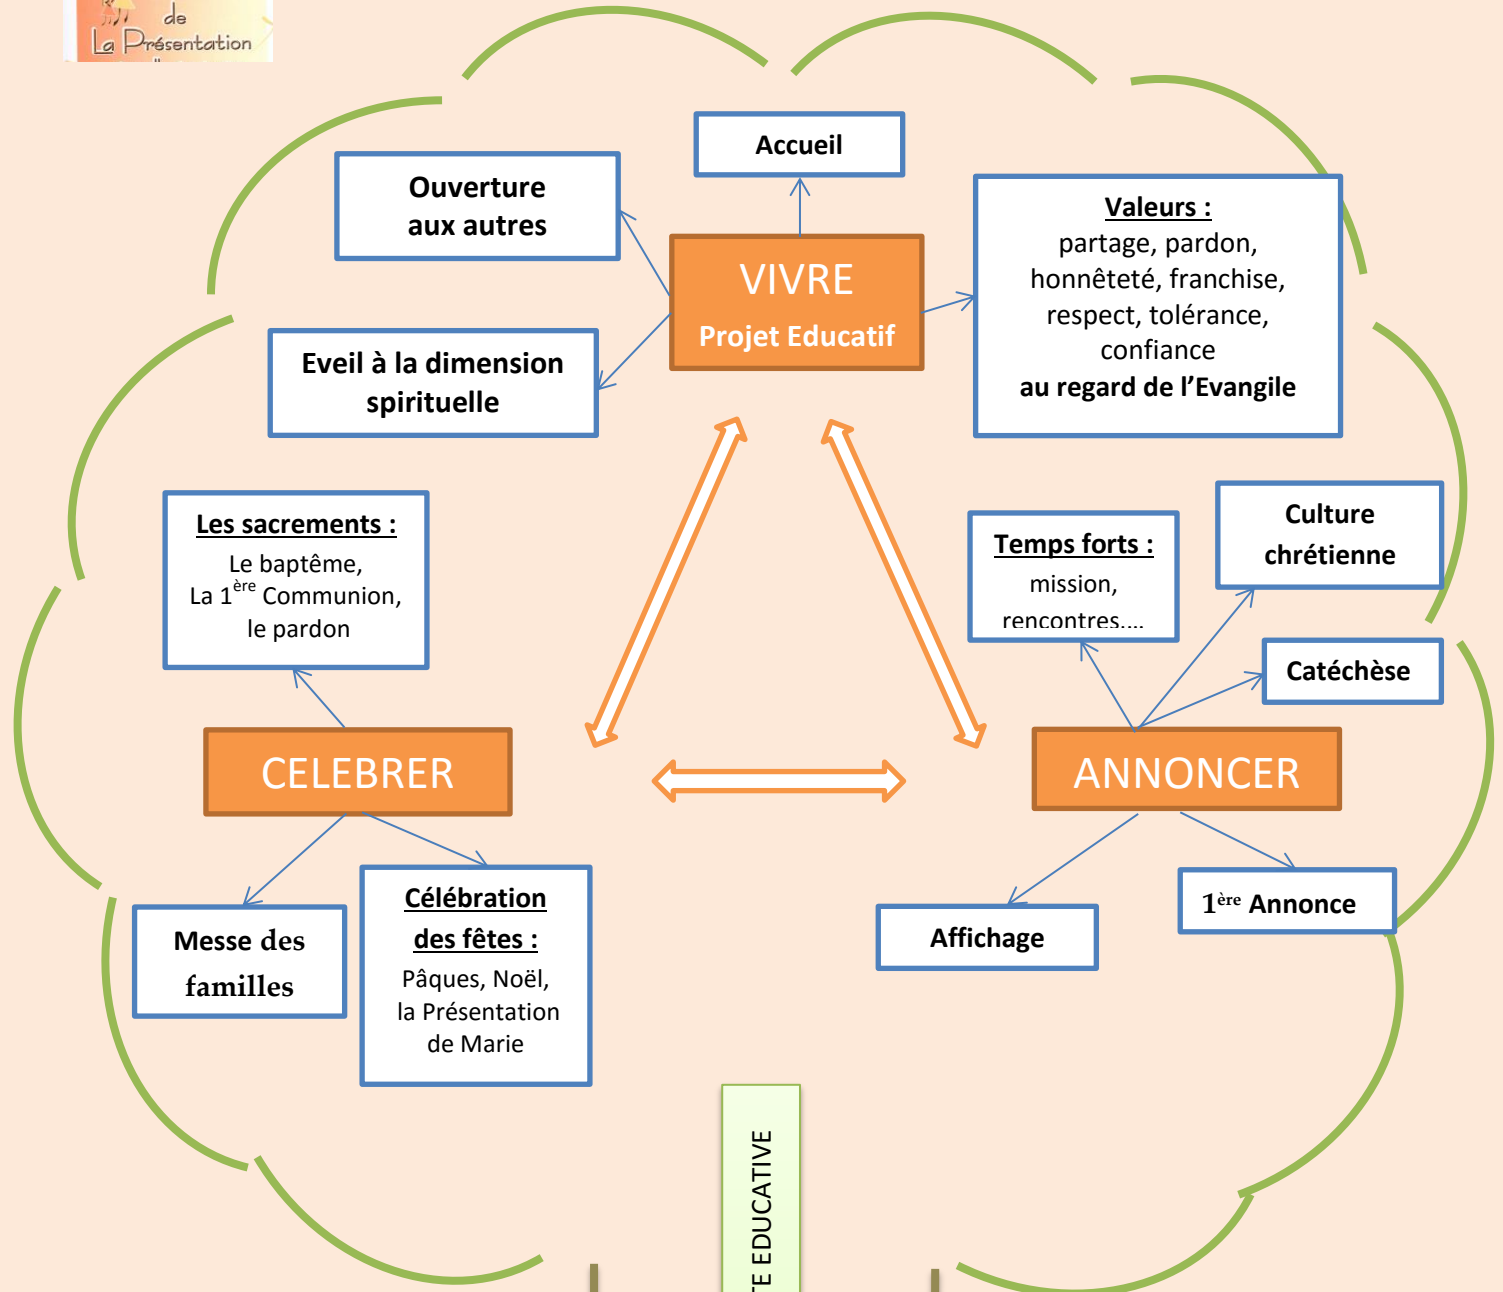 de
La Présentation
Accueil
Ouverture
aux autres
VIVRE
Projet Educatif
Valeurs :
partage, pardon,
honnêteté, franchise,
respect, tolérance,
confiance
au regard de l’Evangile
Eveil à la dimension
spirituelle
Les sacrements :
Le baptême,
La 1ère Communion,
le pardon
Temps forts :
mission,
rencontres….
Culture
chrétienne
Catéchèse
CELEBRER
ANNONCER
Messe des
familles
Célébration
des fêtes :
Pâques, Noël,
la Présentation
de Marie
Affichage
1ère Annonce
TE EDUCATIVE